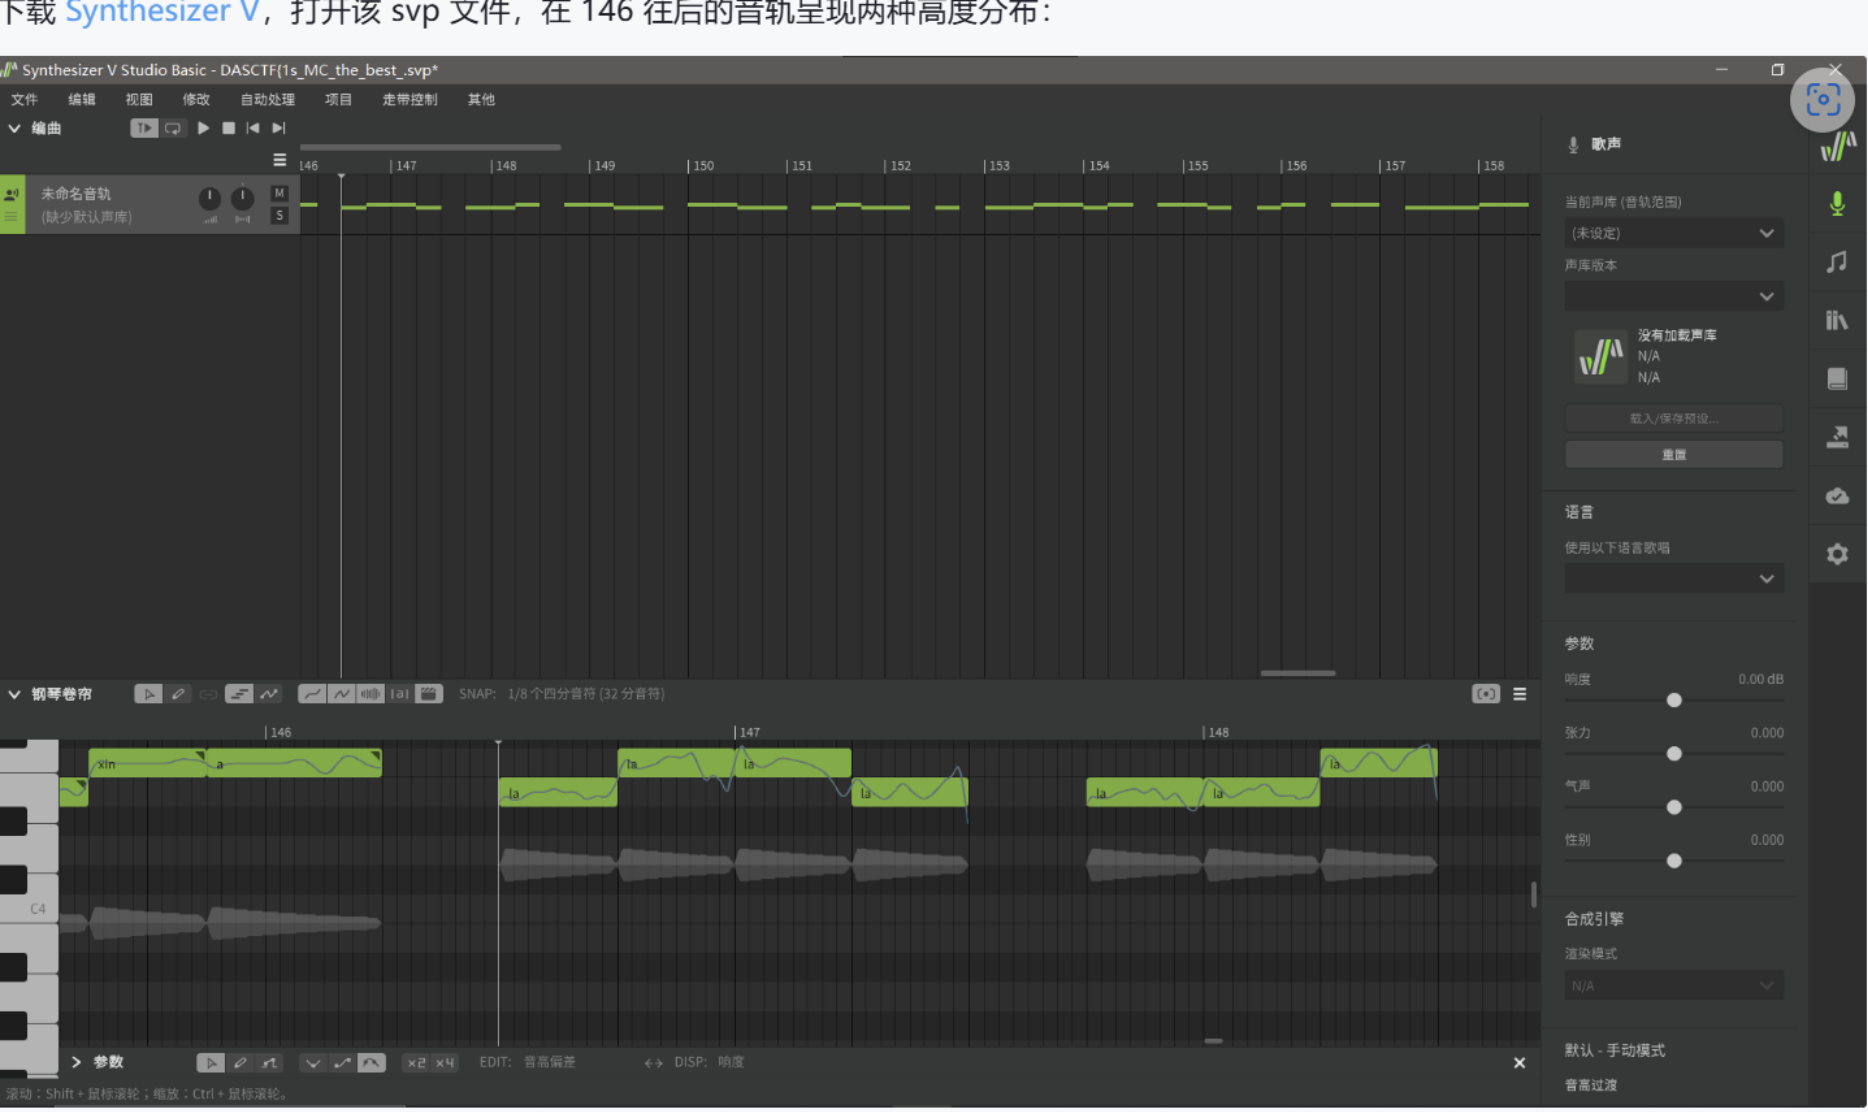 下载 Synthesizer V，打开该 svp 文件，在 146 往后的音轨呈现两种高度分布：
Synthesizer V Studio Basic - DASCTF{1s_MC_the_best_.svp*
文件 编辑 视图 修改 自动处理 项目 走带控制 其他
编曲
146 147 148 149 150 151 152 153 154 155 156 157 158
未命名音轨 M
(缺少默认声库) S
歌声
当前声库 (音轨范围)
(未设定)
声库版本
没有加载声库
N/A
N/A
载入/保存预设...
重置
语言
使用以下语言歌唱
参数
响度 0.00 dB
张力 0.000
气声 0.000
性别 0.000
合成引擎
渲染模式
N/A
默认 - 手动模式
音高过渡
钢琴卷帘 |a| SNAP: 1/8 个四分音符 (32 分音符)
146 147 148
xin a la la la
la la la la
C4
参数 ×2 ×4 EDIT: 音高偏差 DISP: 响度
滚动：Shift + 鼠标滚轮；缩放：Ctrl + 鼠标滚轮。